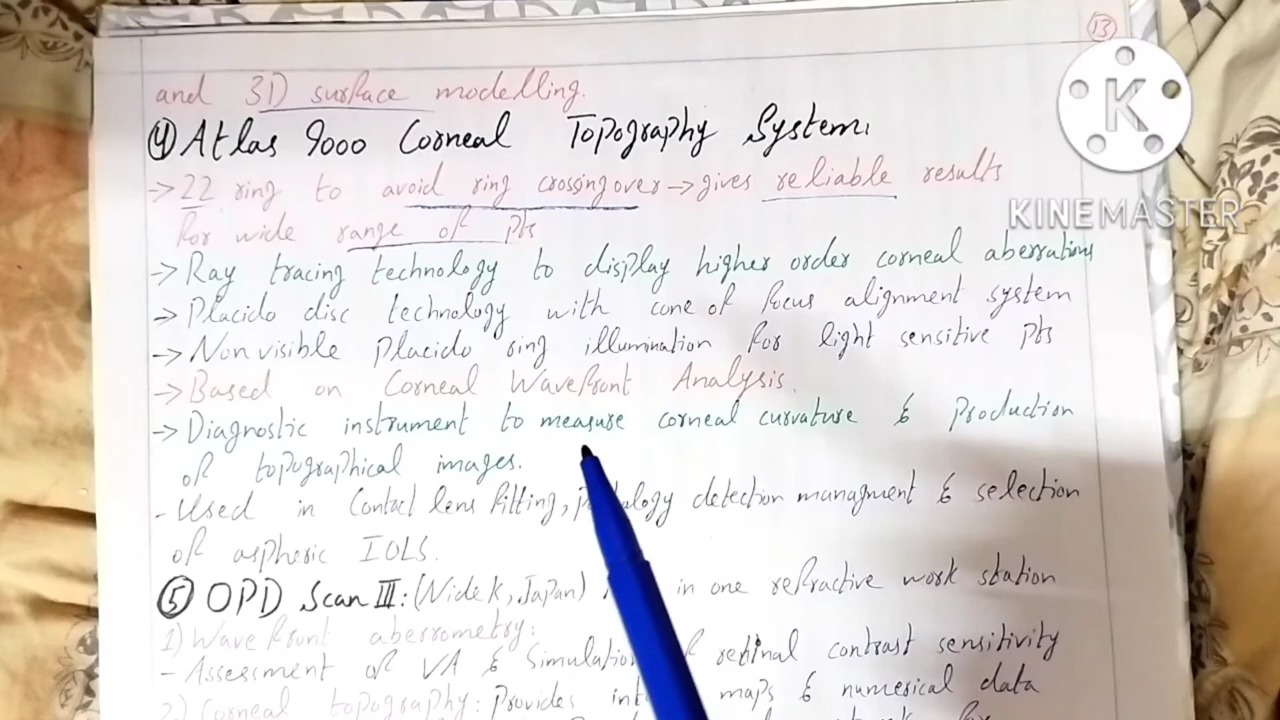 13
and 3D surface modelling.
④ Atlas 9000 Corneal Topography System.
→ 22 ring to avoid ring crossing over → gives reliable results
for wide range of pts
→ Ray tracing technology to display higher order corneal aberrations
→ Placido disc technology with cone of focus alignment system
→ Non visible placido ring illumination for light sensitive pts
→ Based on Corneal Wavefront Analysis.
→ Diagnostic instrument to measure corneal curvature & Production
of topographical images.
- Used in Contact lens fitting, detection managment & selection
of aspheric IOLS.
⑤ OPD Scan III: (Nidek, Japan) in one refractive work station
1) Wavefront aberrometry:
- Assessment of VA & Simulation retinal contrast sensitivity
2) Corneal topography: Provides maps & numerical data
K
KINEMASTER